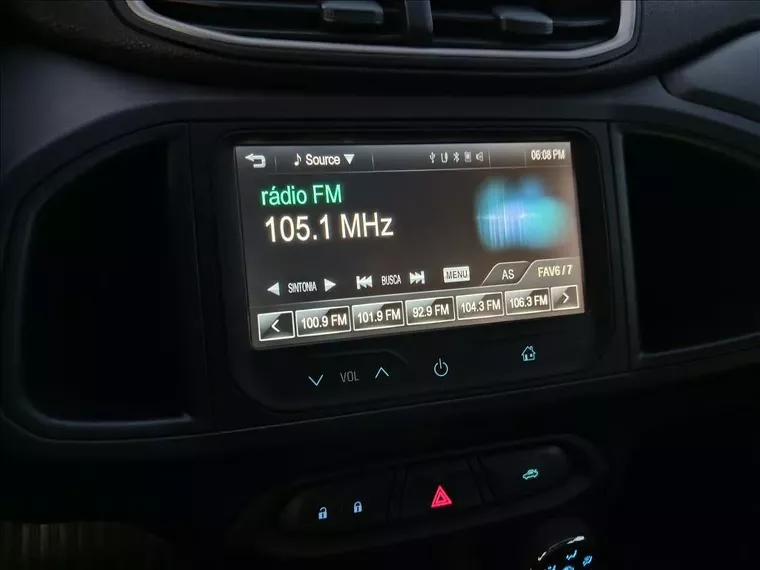 Source
06:08 PM
rádio FM
105.1 MHz
SINTONIA BUSCA MENU AS FAV6 / 7
100.9 FM 101.9 FM 92.9 FM 104.3 FM 106.3 FM
VOL